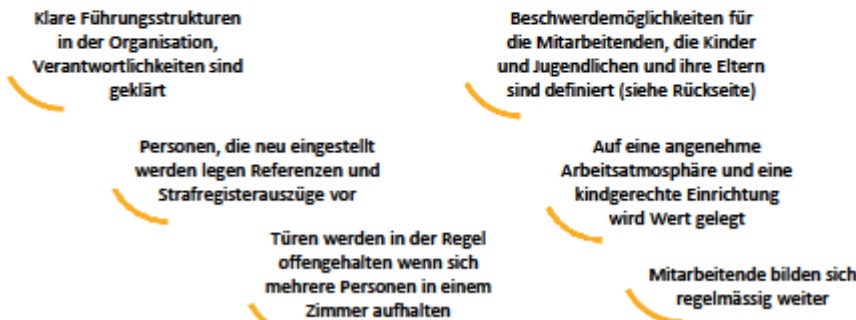 Klare Führungsstrukturen
in der Organisation,
Verantwortlichkeiten sind
geklärt
Beschwerdemöglichkeiten für
die Mitarbeitenden, die Kinder
und Jugendlichen und ihre Eltern
sind definiert (siehe Rückseite)
Personen, die neu eingestellt
werden legen Referenzen und
Strafregisterauszüge vor
Auf eine angenehme
Arbeitsatmosphäre und eine
kindgerechte Einrichtung
wird Wert gelegt
Türen werden in der Regel
offengehalten wenn sich
mehrere Personen in einem
Zimmer aufhalten
Mitarbeitende bilden sich
regelmässig weiter